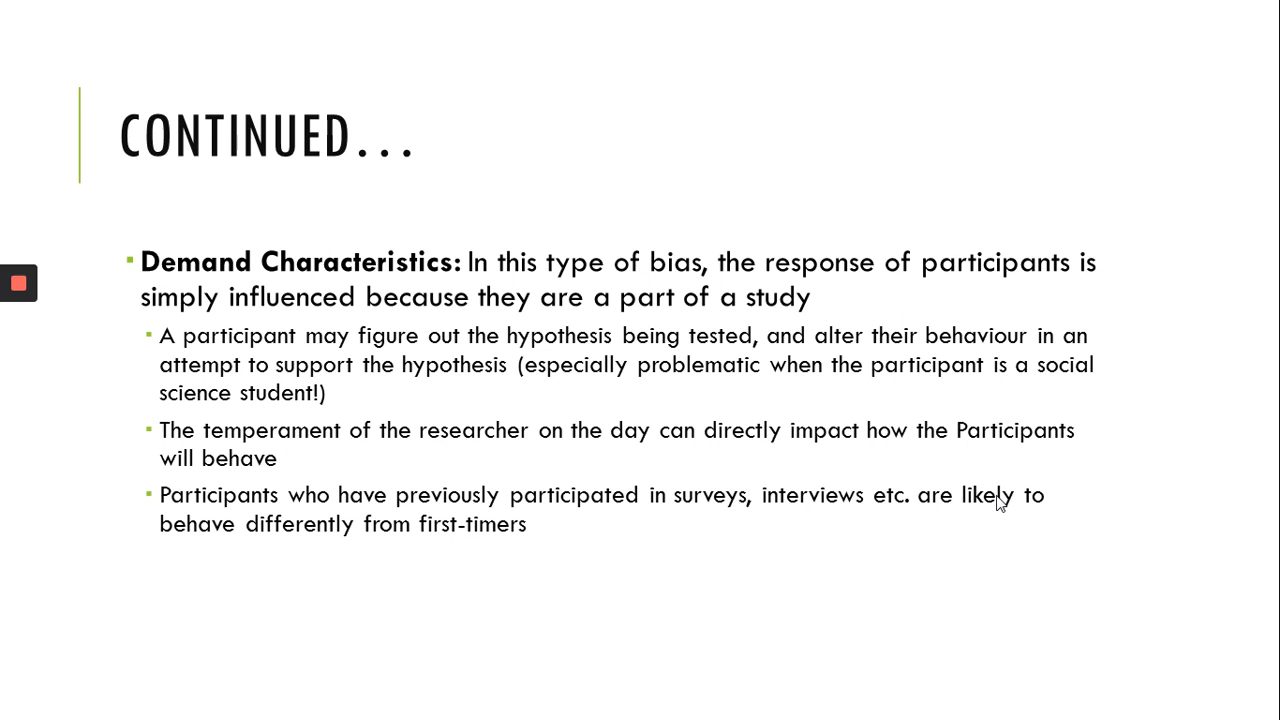 CONTINUED...
Demand Characteristics: In this type of bias, the response of participants is
simply influenced because they are a part of a study
A participant may figure out the hypothesis being tested, and alter their behaviour in an
attempt to support the hypothesis (especially problematic when the participant is a social
science student!)
The temperament of the researcher on the day can directly impact how the Participants
will behave
Participants who have previously participated in surveys, interviews etc. are likely to
behave differently from first-timers